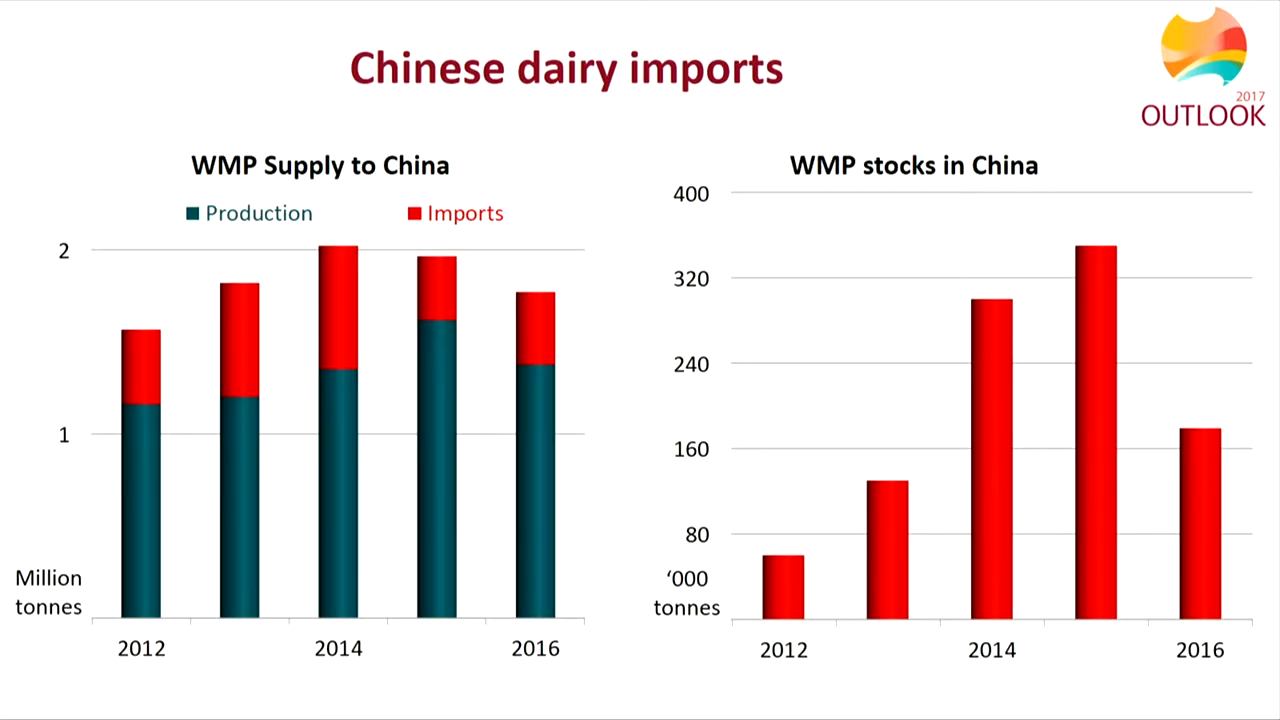 Chinese dairy imports
2017
OUTLOOK
WMP Supply to China
Production
Imports
2
1
Million
tonnes
2012
2014
2016
WMP stocks in China
400
320
240
160
80
‘000
tonnes
2012
2014
2016